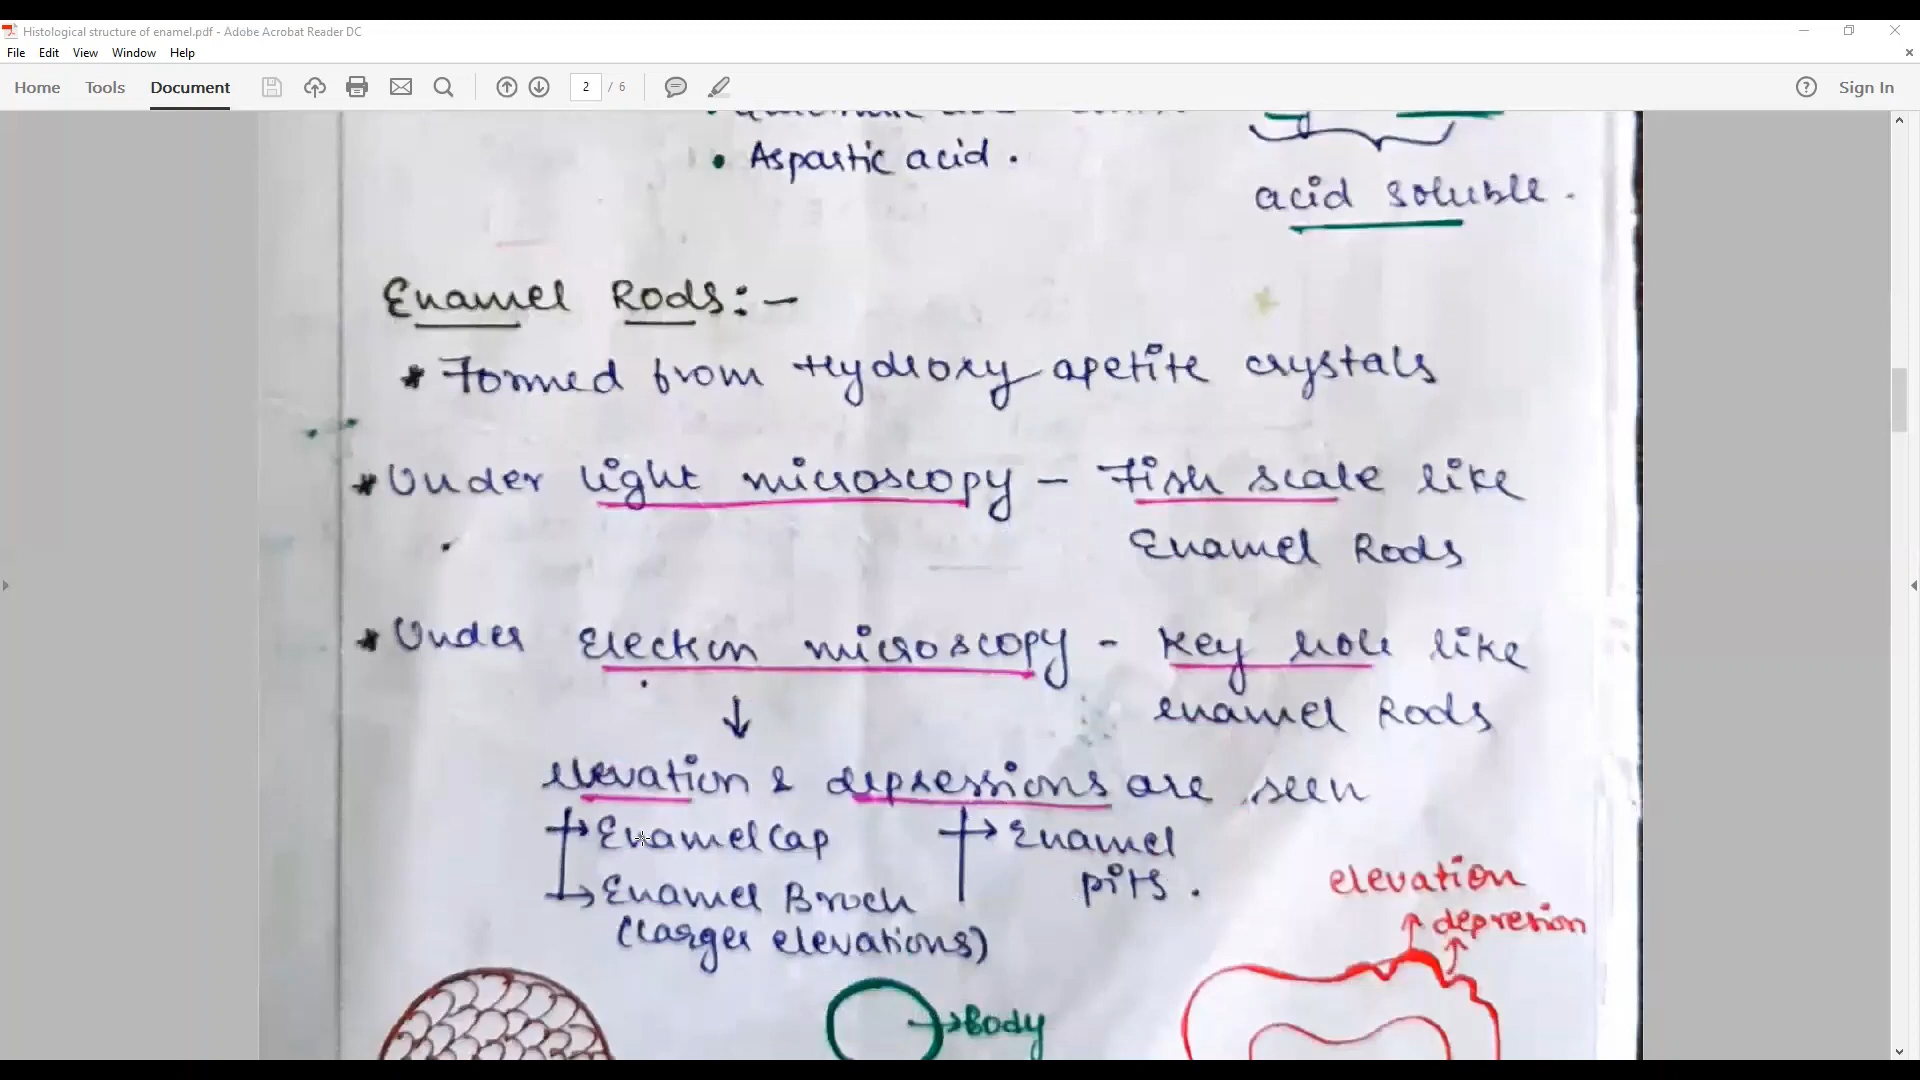 Histological structure of enamel.pdf - Adobe Acrobat Reader DC
File Edit View Window Help
Home Tools Document 2 / 6 Sign In
• Aspartic acid.
acid soluble.
Enamel Rods:-
* Formed from Hydroxy apetite crystals
* Under light microscopy - Fish scale like
Enamel Rods
* Under Electron microscopy - Key hole like
enamel Rods
↓
elevation & depressions are seen
→ Enamel Cap → Enamel
→ Enamel Broch pits.
(larger elevations)
elevation
depression
→ Body